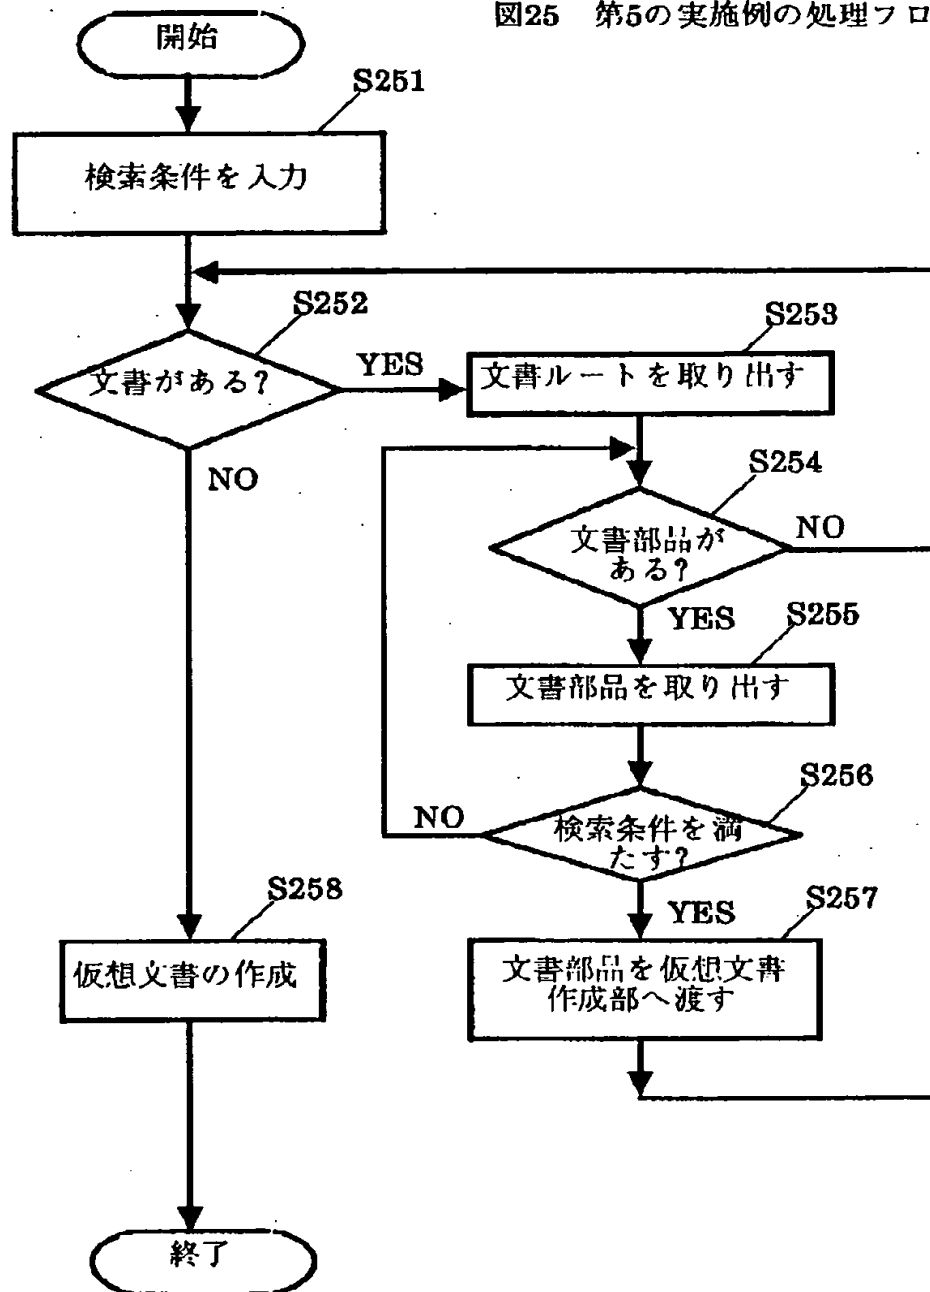 図25 第5の実施例の処理フロ
開始
S251
検索条件を入力
S252
文書がある?
YES
NO
S253
文書ルートを取り出す
S254
文書部品が
ある?
NO
YES
S255
文書部品を取り出す
S256
検索条件を満
たす?
NO
YES
S257
文書部品を仮想文書
作成部へ渡す
S258
仮想文書の作成
終了